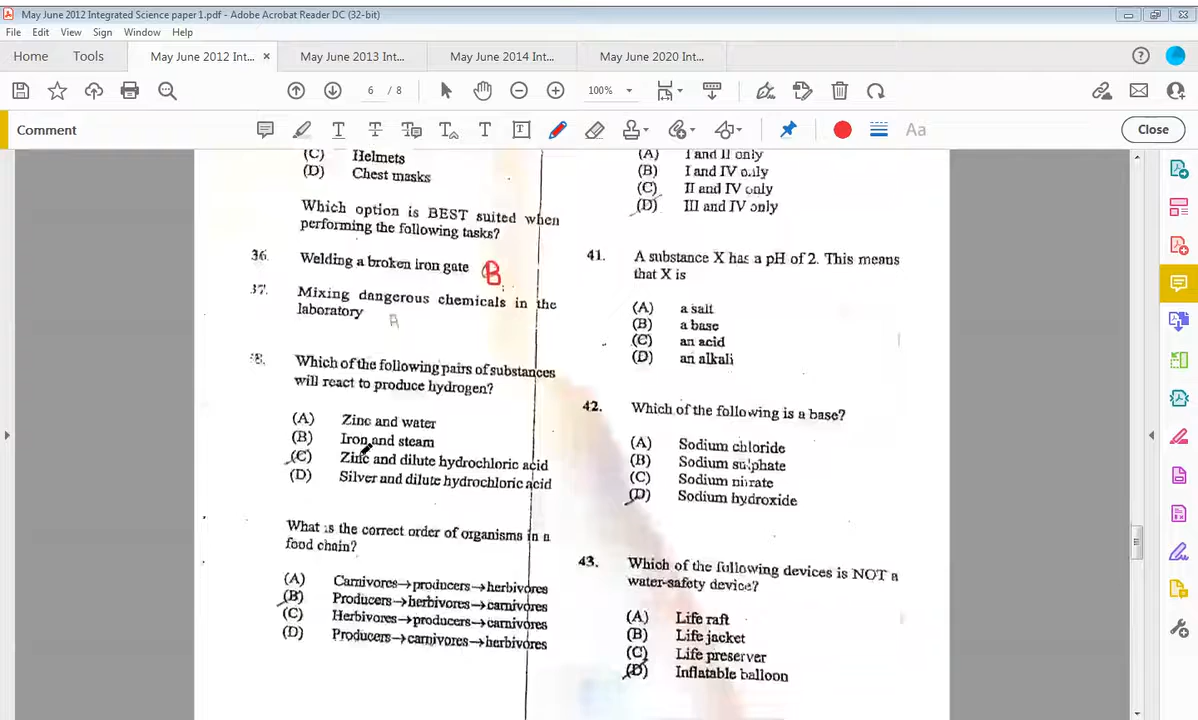 May June 2012 Integrated Science paper 1.pdf - Adobe Acrobat Reader DC (32-bit)
File Edit View Sign Window Help
Home Tools May June 2012 Int... × May June 2013 Int... May June 2014 Int... May June 2020 Int...
6 / 8 100%
Comment Close
(C) Helmets
(D) Chest masks
Which option is BEST suited when
performing the following tasks?
36. Welding a broken iron gate B
37. Mixing dangerous chemicals in the
laboratory A
38. Which of the following pairs of substances
will react to produce hydrogen?
(A) Zinc and water
(B) Iron and steam
(C) Zinc and dilute hydrochloric acid
(D) Silver and dilute hydrochloric acid
What is the correct order of organisms in a
food chain?
(A) Carnivores→producers→herbivores
(B) Producers→herbivores→carnivores
(C) Herbivores→producers→carnivores
(D) Producers→carnivores→herbivores
(A) I and II only
(B) I and IV only
(C) II and IV only
(D) III and IV only
41. A substance X has a pH of 2. This means
that X is
(A) a salt
(B) a base
(C) an acid
(D) an alkali
42. Which of the following is a base?
(A) Sodium chloride
(B) Sodium sulphate
(C) Sodium nitrate
(D) Sodium hydroxide
43. Which of the following devices is NOT a
water-safety device?
(A) Life raft
(B) Life jacket
(C) Life preserver
(D) Inflatable balloon